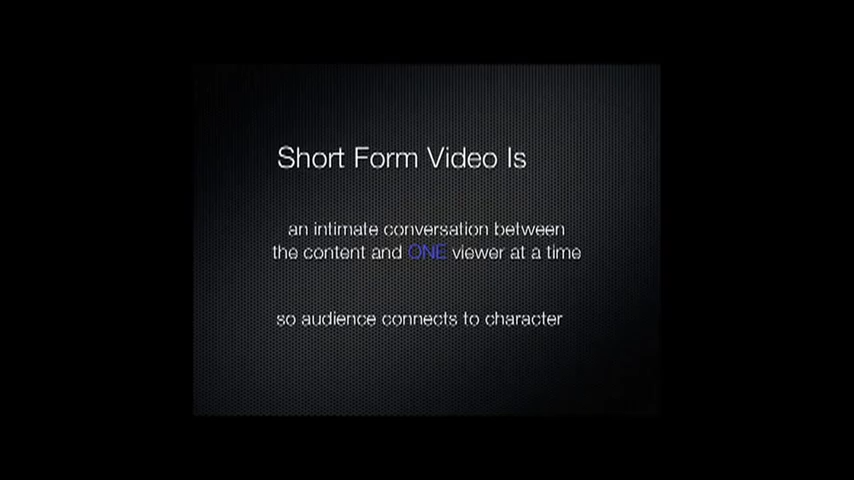 Short Form Video Is
an intimate conversation between
the content and ONE viewer at a time
so audience connects to character